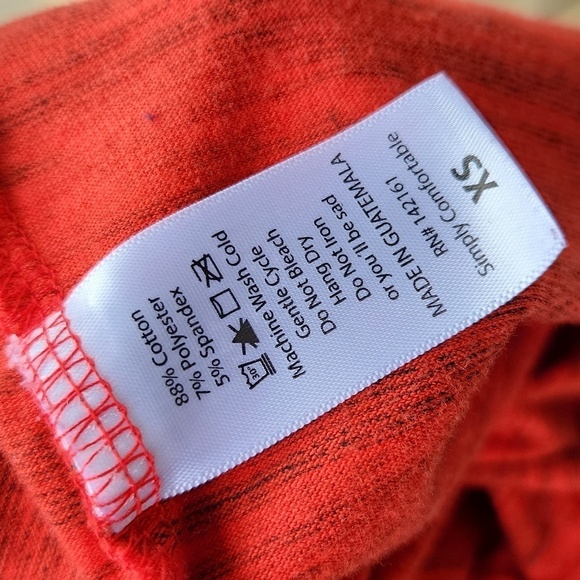 88% Cotton
7% Polyester
5% Spandex
30°
Machine Wash Cold
Gentle Cycle
Do Not Bleach
Hang Dry
Do Not Iron
or you'll be sad
MADE IN GUATEMALA
RN# 142161
Simply Comfortable
XS